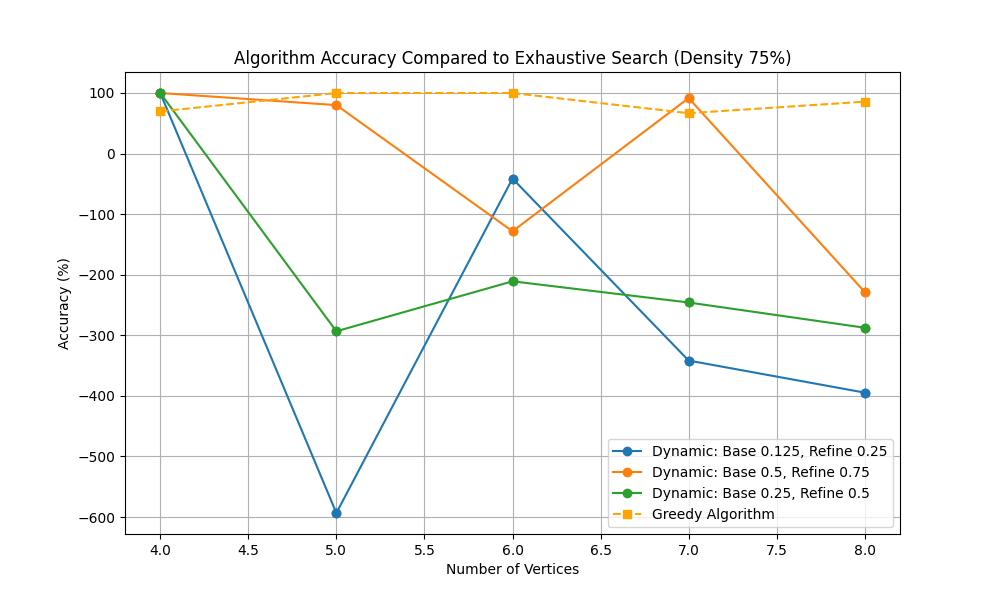 Algorithm Accuracy Compared to Exhaustive Search (Density 75%)
Accuracy (%)
100
0
−100
−200
−300
−400
−500
−600
4.0 4.5 5.0 5.5 6.0 6.5 7.0 7.5 8.0
Number of Vertices
Dynamic: Base 0.125, Refine 0.25
Dynamic: Base 0.5, Refine 0.75
Dynamic: Base 0.25, Refine 0.5
Greedy Algorithm